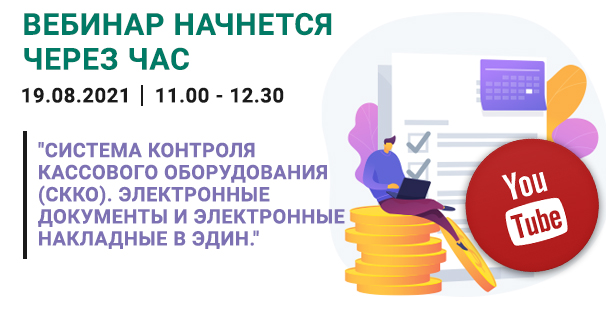 ВЕБИНАР НАЧНЕТСЯ
ЧЕРЕЗ ЧАС
19.08.2021 | 11.00 - 12.30
"СИСТЕМА КОНТРОЛЯ
КАССОВОГО ОБОРУДОВАНИЯ
(СККО). ЭЛЕКТРОННЫЕ
ДОКУМЕНТЫ И ЭЛЕКТРОННЫЕ
НАКЛАДНЫЕ В ЭДИН."
You
Tube